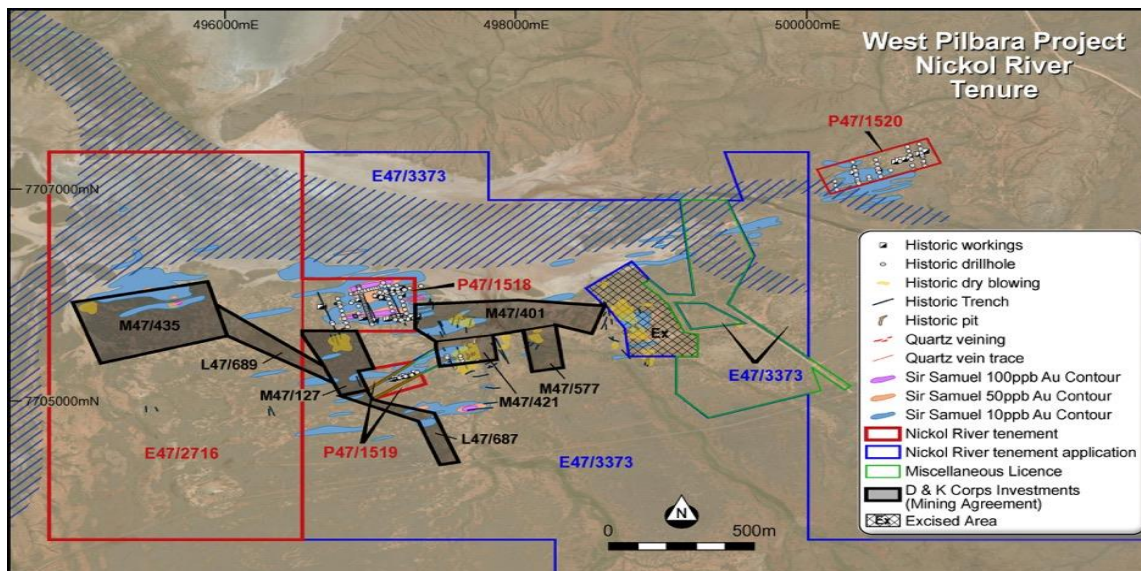 496000mE
498000mE
500000mE
West Pilbara Project
Nickol River
Tenure
P47/1520
E47/3373
7707000mN
P47/1518
M47/435
M47/401
L47/689
Ex
M47/127
M47/577
E47/3373
M47/421
7705000mN
L47/687
E47/2716
P47/1519
E47/3373
N
0
500m
Historic workings
Historic drillhole
Historic dry blowing
Historic Trench
Historic pit
Quartz veining
Quartz vein trace
Sir Samuel 100ppb Au Contour
Sir Samuel 50ppb Au Contour
Sir Samuel 10ppb Au Contour
Nickol River tenement
Nickol River tenement application
Miscellaneous Licence
D & K Corps Investments
(Mining Agreement)
Ex
Excised Area